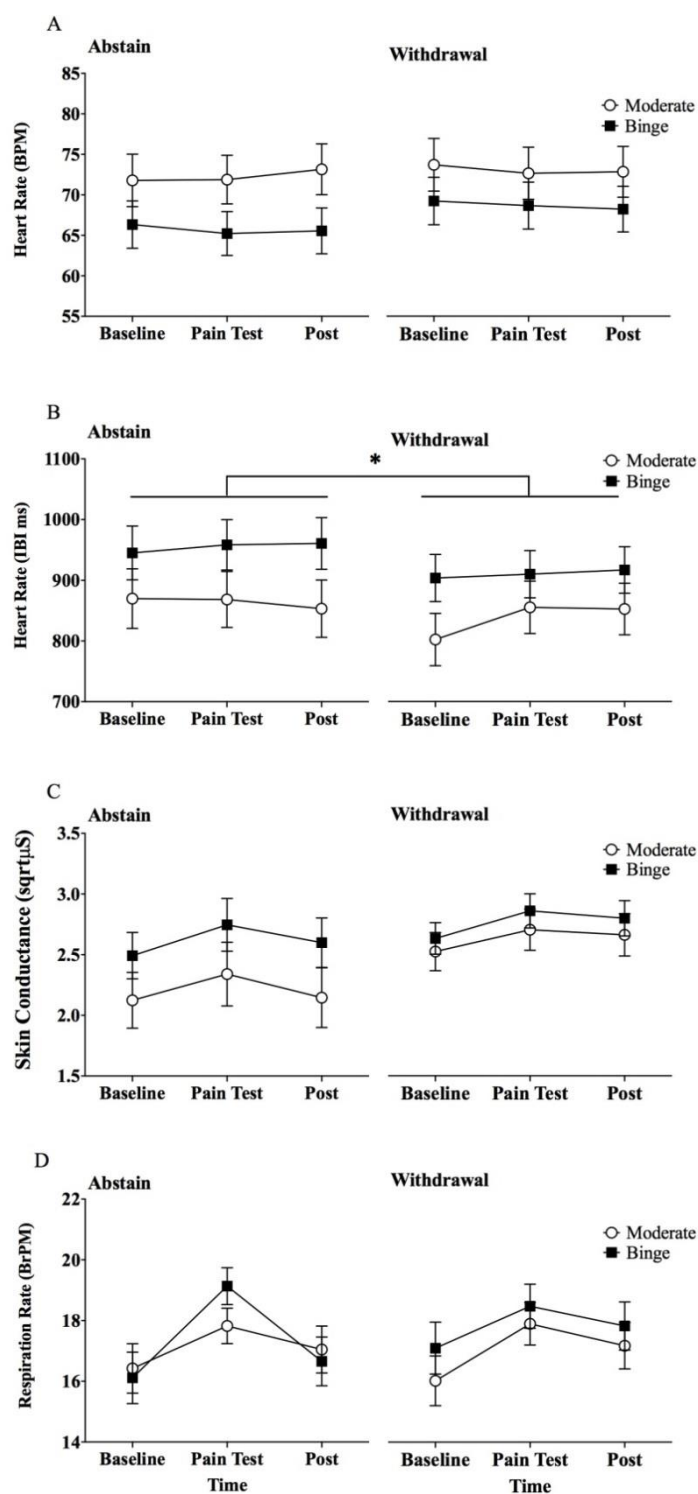 A
Abstain
Withdrawal
Moderate
Binge
Heart Rate (BPM)
85
80
75
70
65
60
55
Baseline Pain Test Post
Baseline Pain Test Post
B
Abstain
Withdrawal
*
Moderate
Binge
Heart Rate (IBI ms)
1100
1000
900
800
700
Baseline Pain Test Post
Baseline Pain Test Post
C
Abstain
Withdrawal
Moderate
Binge
Skin Conductance (sqrtµS)
3.5
3.0
2.5
2.0
1.5
Baseline Pain Test Post
Baseline Pain Test Post
D
Abstain
Withdrawal
Moderate
Binge
Respiration Rate (BrPM)
22
20
18
16
14
Baseline Pain Test Post
Baseline Pain Test Post
Time
Time